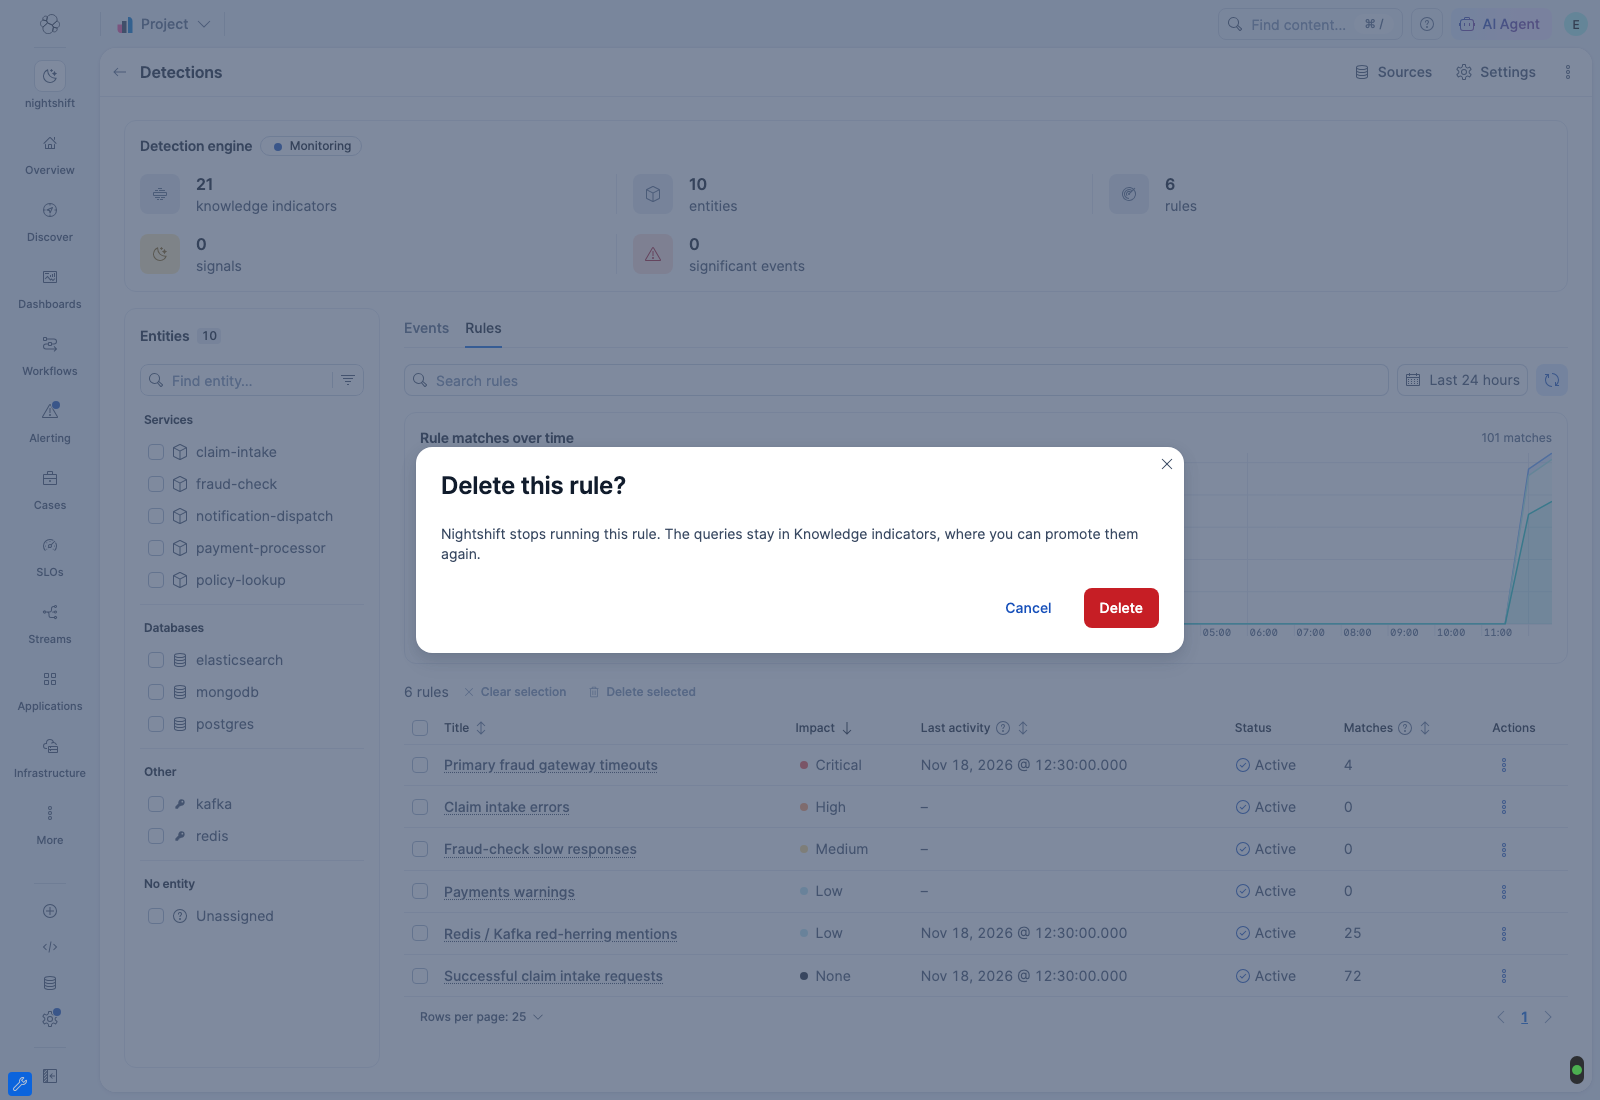 Project
Find content...
⌘ /
AI Agent
E
nightshift
Overview
Discover
Dashboards
Workflows
Alerting
Cases
SLOs
Streams
Applications
Infrastructure
More
Detections
Sources
Settings
Detection engine
Monitoring
21
knowledge indicators
10
entities
6
rules
0
signals
0
significant events
Entities 10
Find entity...
Services
claim-intake
fraud-check
notification-dispatch
payment-processor
policy-lookup
Databases
elasticsearch
mongodb
postgres
Other
kafka
redis
No entity
Unassigned
Events Rules
Search rules
Last 24 hours
Rule matches over time
101 matches
05:00 06:00 07:00 08:00 09:00 10:00 11:00
Delete this rule?
Nightshift stops running this rule. The queries stay in Knowledge indicators, where you can promote them
again.
Cancel
Delete
6 rules Clear selection Delete selected
Title Impact Last activity Status Matches Actions
Primary fraud gateway timeouts Critical Nov 18, 2026 @ 12:30:00.000 Active 4
Claim intake errors High – Active 0
Fraud-check slow responses Medium – Active 0
Payments warnings Low – Active 0
Redis / Kafka red-herring mentions Low Nov 18, 2026 @ 12:30:00.000 Active 25
Successful claim intake requests None Nov 18, 2026 @ 12:30:00.000 Active 72
Rows per page: 25
1